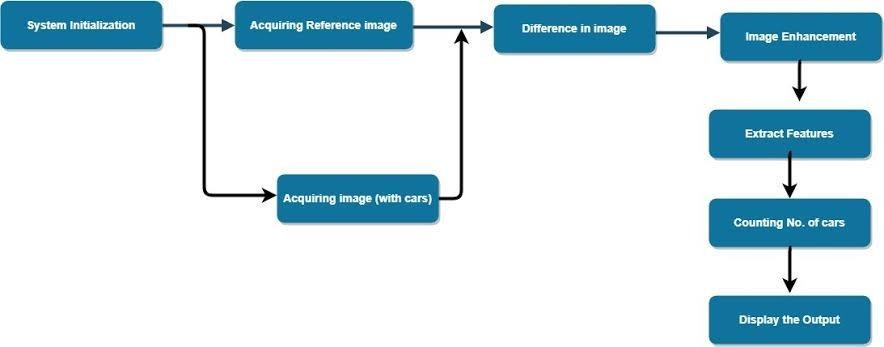 System Initialization
Acquiring Reference image
Difference in image
Image Enhancement
Acquiring image (with cars)
Extract Features
Counting No. of cars
Display the Output